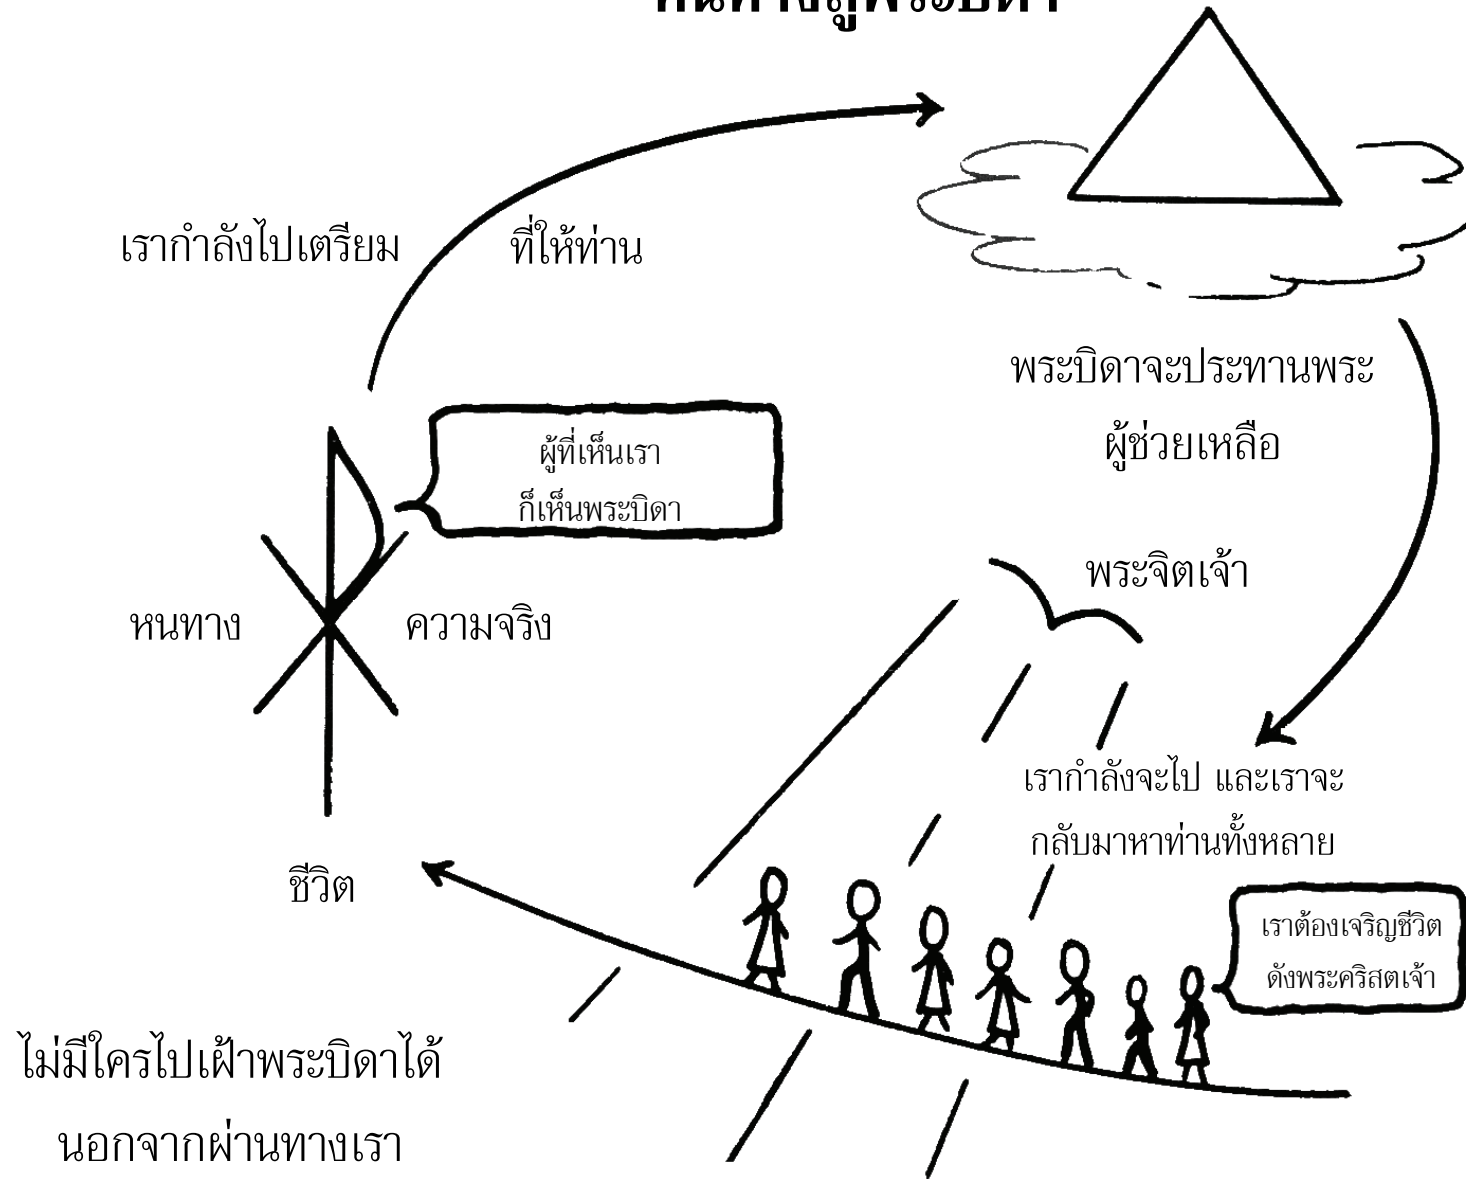 เรากำลังไปเตรียม ที่ให้ท่าน
พระบิดาจะประทานพระ
ผู้ช่วยเหลือ
ผู้ที่เห็นเรา
ก็เห็นพระบิดา
พระจิตเจ้า
หนทาง ความจริง
ชีวิต
เรากำลังจะไป และเราจะ
กลับมาหาท่านทั้งหลาย
เราต้องเจริญชีวิต
ดังพระคริสตเจ้า
ไม่มีใครไปเฝ้าพระบิดาได้
นอกจากผ่านทางเรา